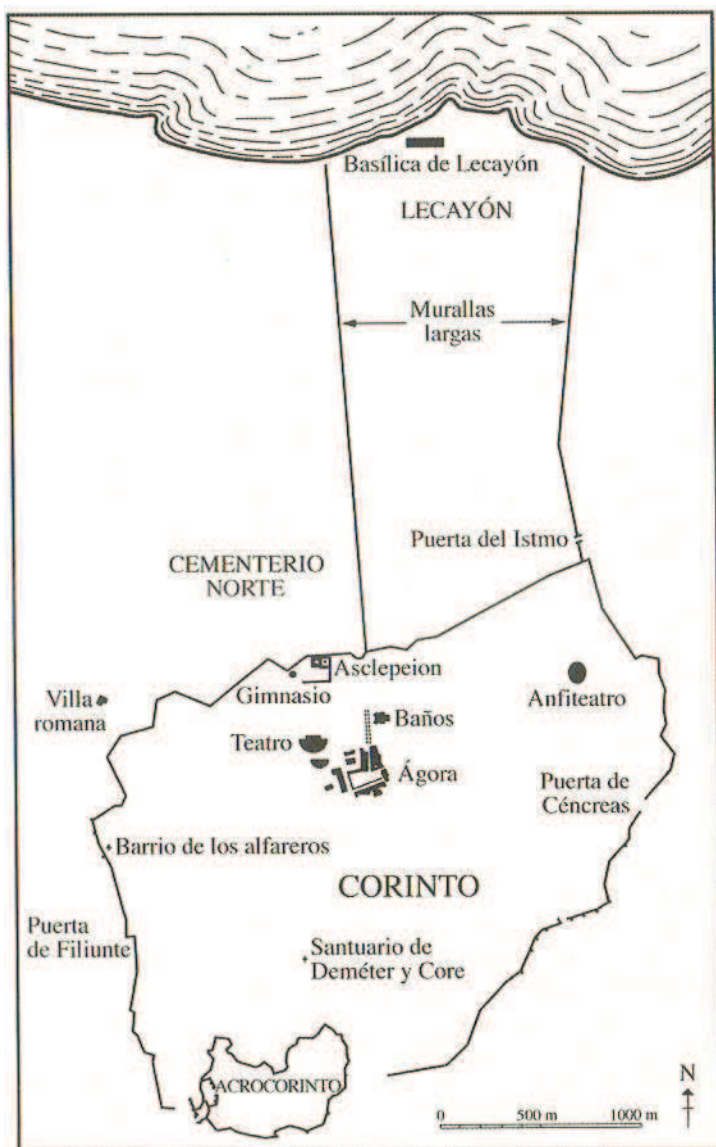 Basílica de Lecayón
LECAYÓN
Murallas
largas
Puerta del Istmo
CEMENTERIO
NORTE
Asclepeion
Gimnasio
Villa
romana
Anfiteatro
Baños
Teatro
Ágora
Puerta de
Céncreas
Barrio de los alfareros
CORINTO
Puerta
de Filiunte
Santuario de
Deméter y Core
ACROCORINTO
N
0 500 m 1000 m